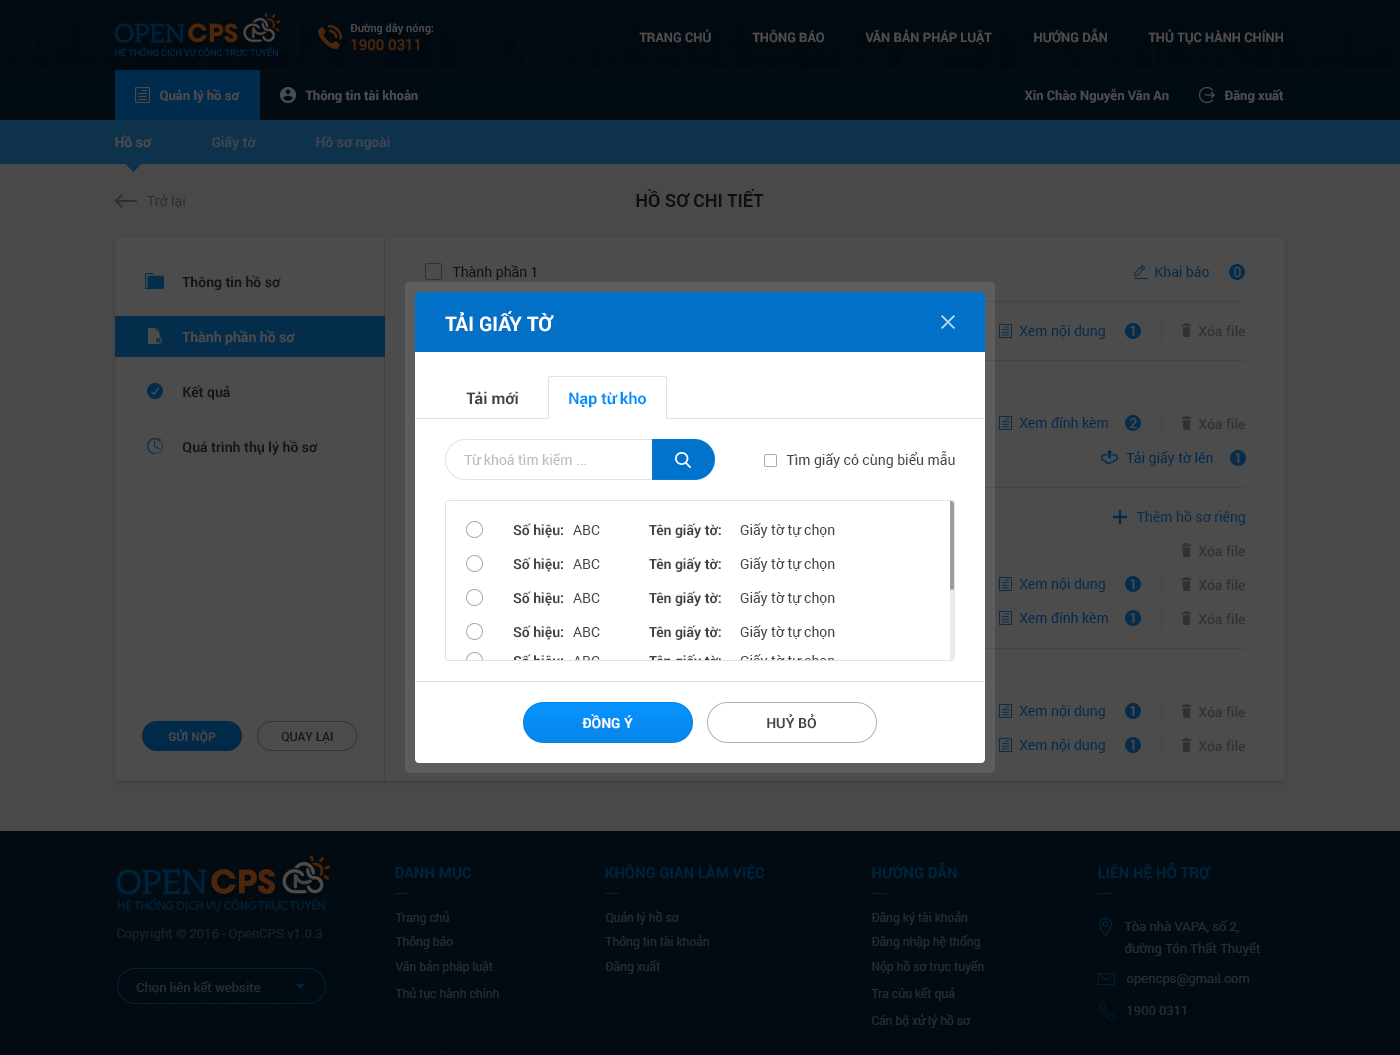 OPENCPS
HỆ THỐNG DỊCH VỤ CÔNG TRỰC TUYẾN
Đường dây nóng:
1900 0311
TRANG CHỦ THÔNG BÁO VĂN BẢN PHÁP LUẬT HƯỚNG DẪN THỦ TỤC HÀNH CHÍNH
Quản lý hồ sơ Thông tin tài khoản Xin Chào Nguyễn Văn An Đăng xuất
Hồ sơ Giấy tờ Hồ sơ ngoài
Trở lại HỒ SƠ CHI TIẾT
Thông tin hồ sơ
Thành phần hồ sơ
Kết quả
Quá trình thụ lý hồ sơ
GỬI NỘP QUAY LẠI
Thành phần 1 Khai báo 0
Xem nội dung 1 Xóa file
Xem đính kèm 2 Xóa file
Tải giấy tờ lên 1
Thêm hồ sơ riêng
Xóa file
Xem nội dung 1 Xóa file
Xem đính kèm 1 Xóa file
Xem nội dung 1 Xóa file
Xem nội dung 1 Xóa file
TẢI GIẤY TỜ
Tải mới Nạp từ kho
Từ khoá tìm kiếm ... Tìm giấy có cùng biểu mẫu
Số hiệu: ABC Tên giấy tờ: Giấy tờ tự chọn
Số hiệu: ABC Tên giấy tờ: Giấy tờ tự chọn
Số hiệu: ABC Tên giấy tờ: Giấy tờ tự chọn
Số hiệu: ABC Tên giấy tờ: Giấy tờ tự chọn
Số hiệu: ABC Tên giấy tờ: Giấy tờ tự chọn
ĐỒNG Ý HUỶ BỎ
OPENCPS
HỆ THỐNG DỊCH VỤ CÔNG TRỰC TUYẾN
Copyright © 2016 - OpenCPS v1.0.3
Chọn liên kết website
DANH MỤC
Trang chủ
Thông báo
Văn bản pháp luật
Thủ tục hành chính
KHÔNG GIAN LÀM VIỆC
Quản lý hồ sơ
Thông tin tài khoản
Đăng xuất
HƯỚNG DẪN
Đăng ký tài khoản
Đăng nhập hệ thống
Nộp hồ sơ trực tuyến
Tra cứu kết quả
Cán bộ xử lý hồ sơ
LIÊN HỆ HỖ TRỢ
Tòa nhà VAPA, số 2,
đường Tôn Thất Thuyết
opencps@gmail.com
1900 0311